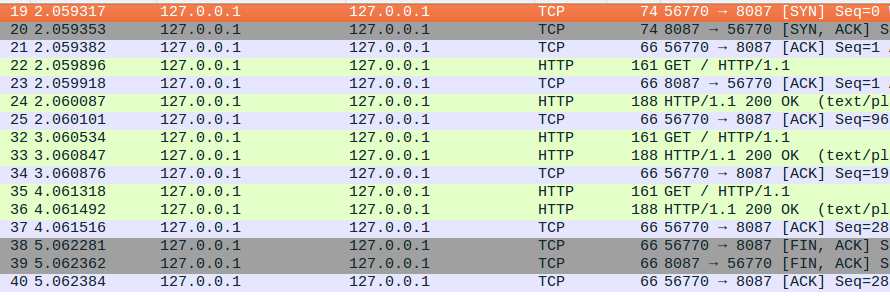 19 2.059317 127.0.0.1 127.0.0.1 TCP 74 56770 → 8087 [SYN] Seq=0
20 2.059353 127.0.0.1 127.0.0.1 TCP 74 8087 → 56770 [SYN, ACK] S
21 2.059382 127.0.0.1 127.0.0.1 TCP 66 56770 → 8087 [ACK] Seq=1
22 2.059896 127.0.0.1 127.0.0.1 HTTP 161 GET / HTTP/1.1
23 2.059918 127.0.0.1 127.0.0.1 TCP 66 8087 → 56770 [ACK] Seq=1
24 2.060087 127.0.0.1 127.0.0.1 HTTP 188 HTTP/1.1 200 OK (text/pl
25 2.060101 127.0.0.1 127.0.0.1 TCP 66 56770 → 8087 [ACK] Seq=96
32 3.060534 127.0.0.1 127.0.0.1 HTTP 161 GET / HTTP/1.1
33 3.060847 127.0.0.1 127.0.0.1 HTTP 188 HTTP/1.1 200 OK (text/pl
34 3.060876 127.0.0.1 127.0.0.1 TCP 66 56770 → 8087 [ACK] Seq=19
35 4.061318 127.0.0.1 127.0.0.1 HTTP 161 GET / HTTP/1.1
36 4.061492 127.0.0.1 127.0.0.1 HTTP 188 HTTP/1.1 200 OK (text/pl
37 4.061516 127.0.0.1 127.0.0.1 TCP 66 56770 → 8087 [ACK] Seq=28
38 5.062281 127.0.0.1 127.0.0.1 TCP 66 56770 → 8087 [FIN, ACK] S
39 5.062362 127.0.0.1 127.0.0.1 TCP 66 8087 → 56770 [FIN, ACK] S
40 5.062384 127.0.0.1 127.0.0.1 TCP 66 56770 → 8087 [ACK] Seq=28